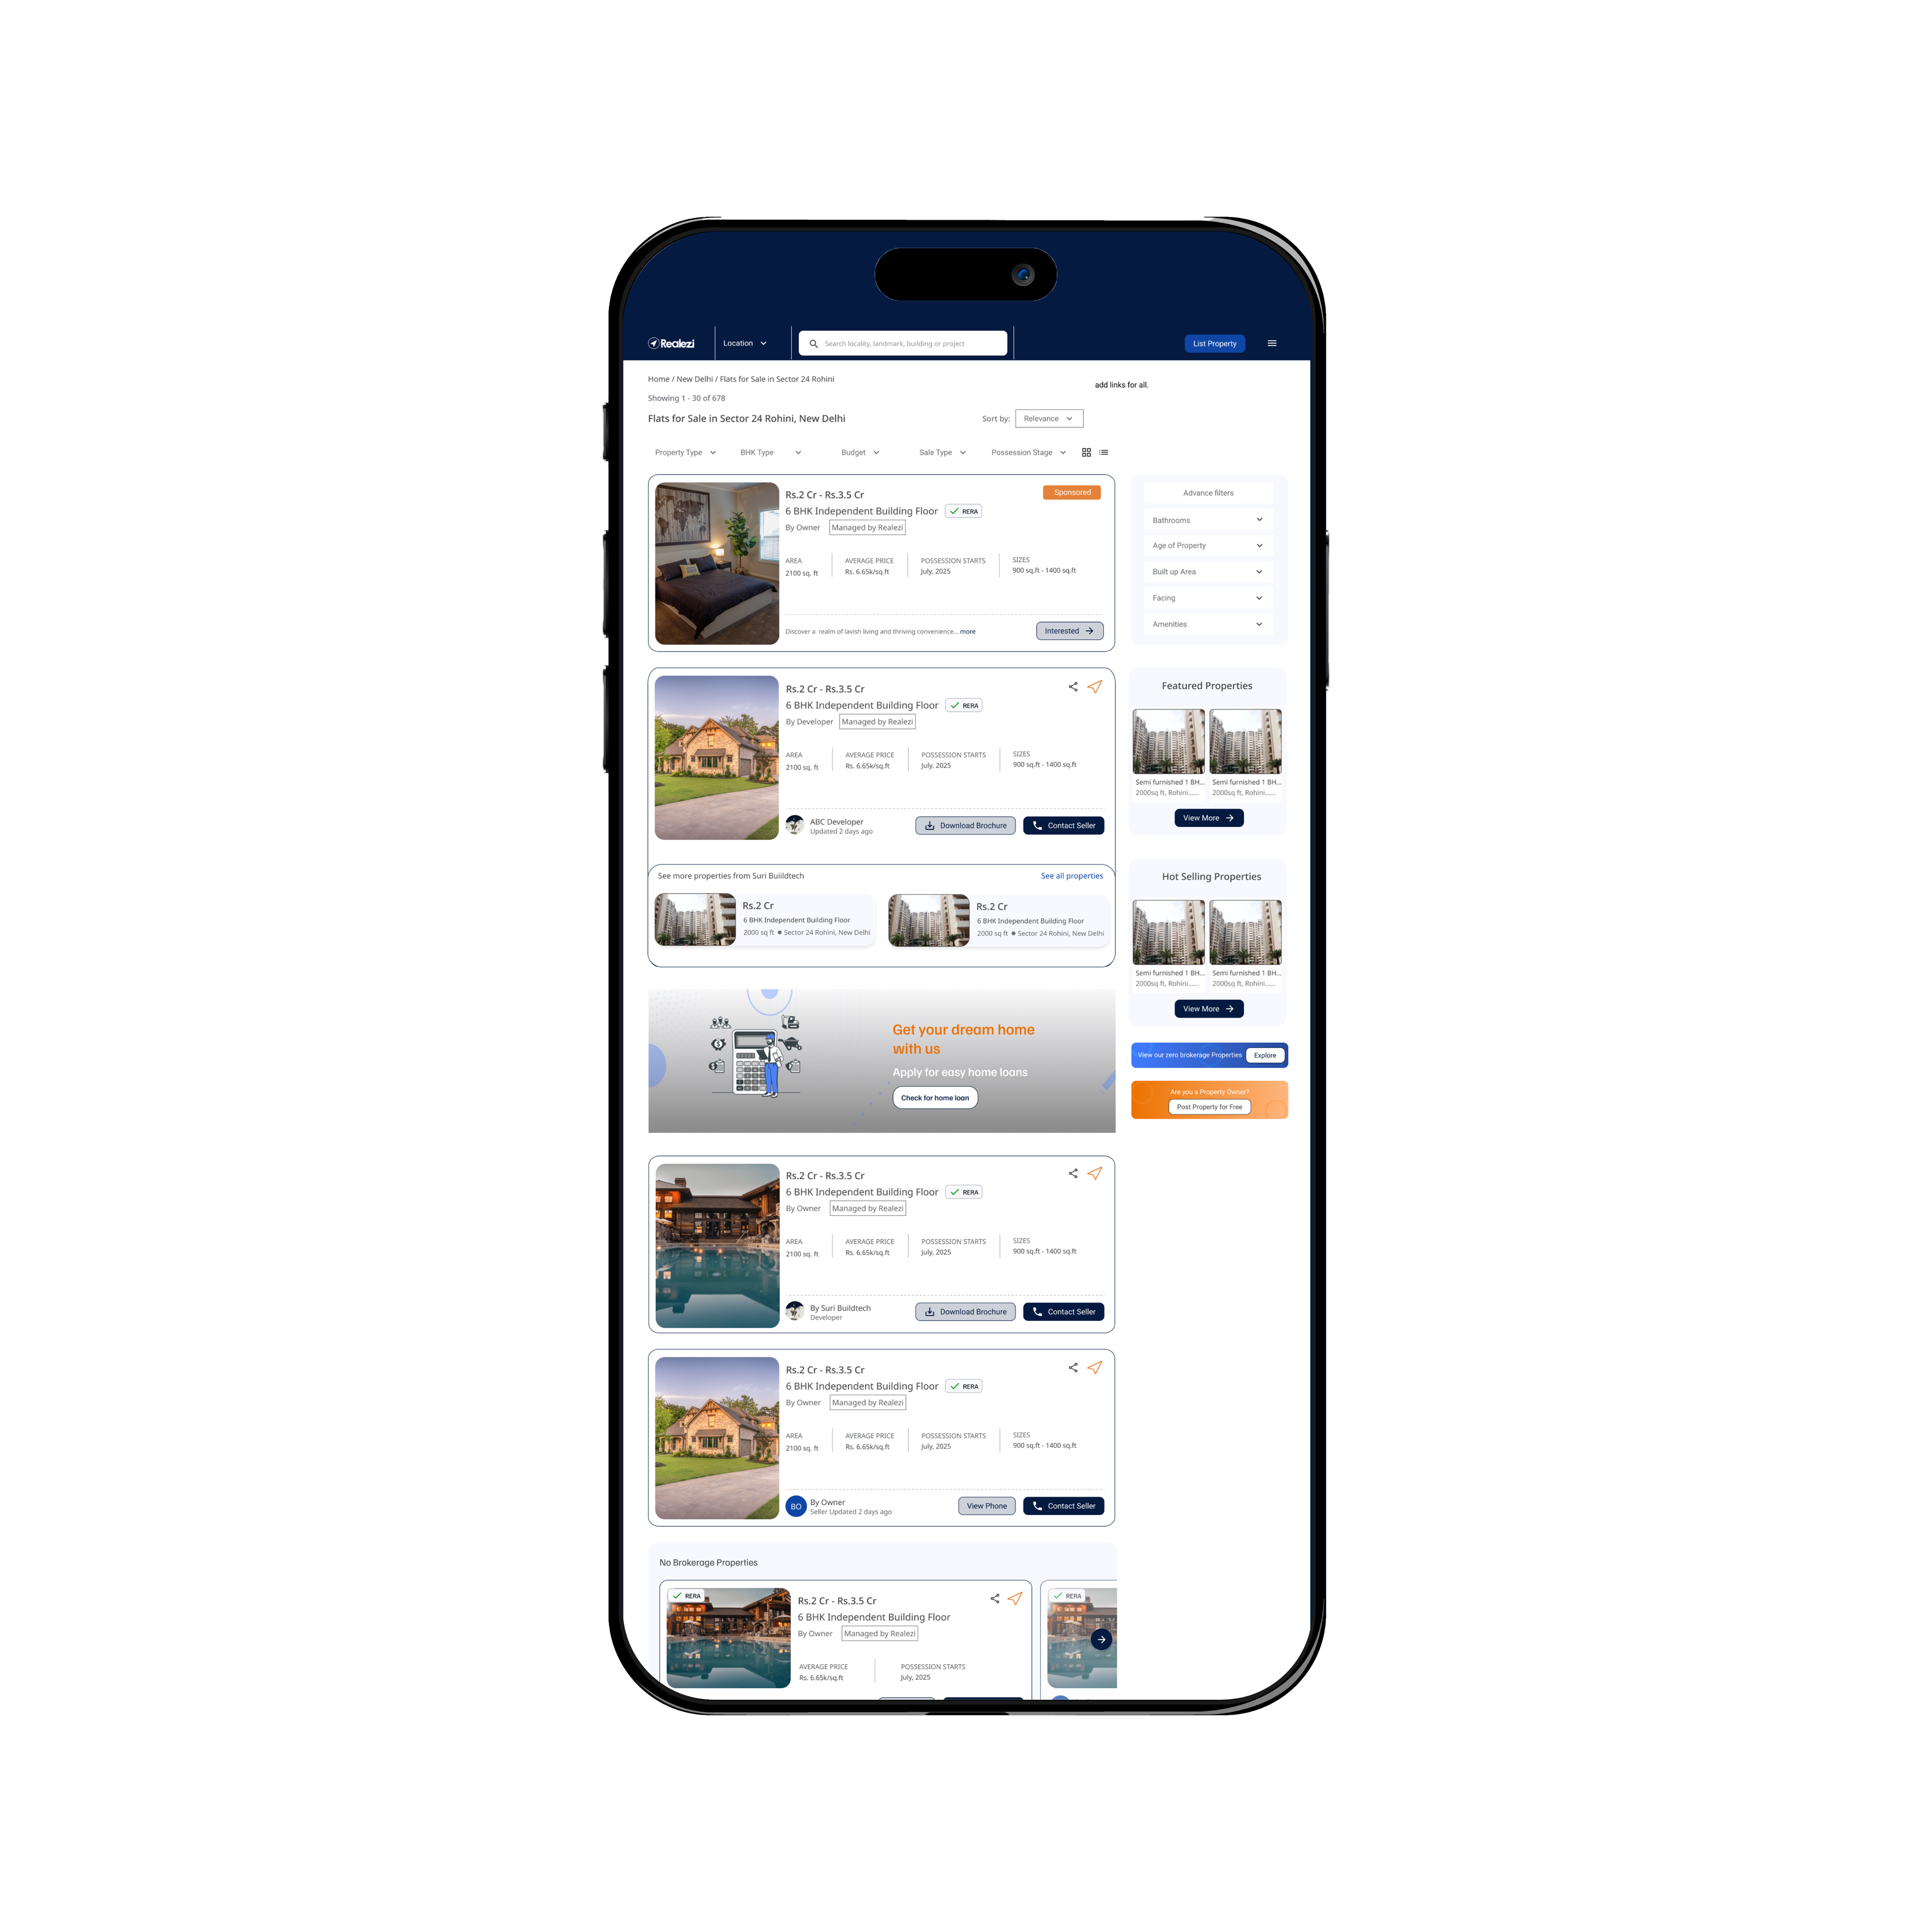 Realezi
Location
Search locality, landmark, building or project
List Property
Home / New Delhi / Flats for Sale in Sector 24 Rohini
add links for all.
Showing 1 - 30 of 678
Flats for Sale in Sector 24 Rohini, New Delhi
Sort by:
Relevance
Property Type
BHK Type
Budget
Sale Type
Possession Stage
Rs.2 Cr - Rs.3.5 Cr
Sponsored
6 BHK Independent Building Floor
RERA
By Owner
Managed by Realezi
AREA
2100 sq. ft
AVERAGE PRICE
Rs. 6.65k/sq.ft
POSSESSION STARTS
July, 2025
SIZES
900 sq.ft - 1400 sq.ft
Discover a realm of lavish living and thriving convenience... more
Interested
Advance filters
Bathrooms
Age of Property
Built up Area
Facing
Amenities
Rs.2 Cr - Rs.3.5 Cr
6 BHK Independent Building Floor
RERA
By Developer
Managed by Realezi
AREA
2100 sq. ft
AVERAGE PRICE
Rs. 6.65k/sq.ft
POSSESSION STARTS
July, 2025
SIZES
900 sq.ft - 1400 sq.ft
ABC Developer
Updated 2 days ago
Download Brochure
Contact Seller
See more properties from Suri Buiildtech
See all properties
Rs.2 Cr
6 BHK Independent Building Floor
2000 sq ft • Sector 24 Rohini, New Delhi
Rs.2 Cr
6 BHK Independent Building Floor
2000 sq ft • Sector 24 Rohini, New Delhi
Featured Properties
Semi furnished 1 BH...
2000sq ft, Rohini......
Semi furnished 1 BH...
2000sq ft, Rohini......
View More
Hot Selling Properties
Semi furnished 1 BH...
2000sq ft, Rohini......
Semi furnished 1 BH...
2000sq ft, Rohini......
View More
View our zero brokerage Properties
Explore
Are you a Property Owner?
Post Property for Free
Get your dream home
with us
Apply for easy home loans
Check for home loan
Rs.2 Cr - Rs.3.5 Cr
6 BHK Independent Building Floor
RERA
By Owner
Managed by Realezi
AREA
2100 sq. ft
AVERAGE PRICE
Rs. 6.65k/sq.ft
POSSESSION STARTS
July, 2025
SIZES
900 sq.ft - 1400 sq.ft
By Suri Buildtech
Developer
Download Brochure
Contact Seller
Rs.2 Cr - Rs.3.5 Cr
6 BHK Independent Building Floor
RERA
By Owner
Managed by Realezi
AREA
2100 sq. ft
AVERAGE PRICE
Rs. 6.65k/sq.ft
POSSESSION STARTS
July, 2025
SIZES
900 sq.ft - 1400 sq.ft
BO
By Owner
Seller Updated 2 days ago
View Phone
Contact Seller
No Brokerage Properties
RERA
Rs.2 Cr - Rs.3.5 Cr
6 BHK Independent Building Floor
By Owner
Managed by Realezi
AVERAGE PRICE
Rs. 6.65k/sq.ft
POSSESSION STARTS
July, 2025
RERA